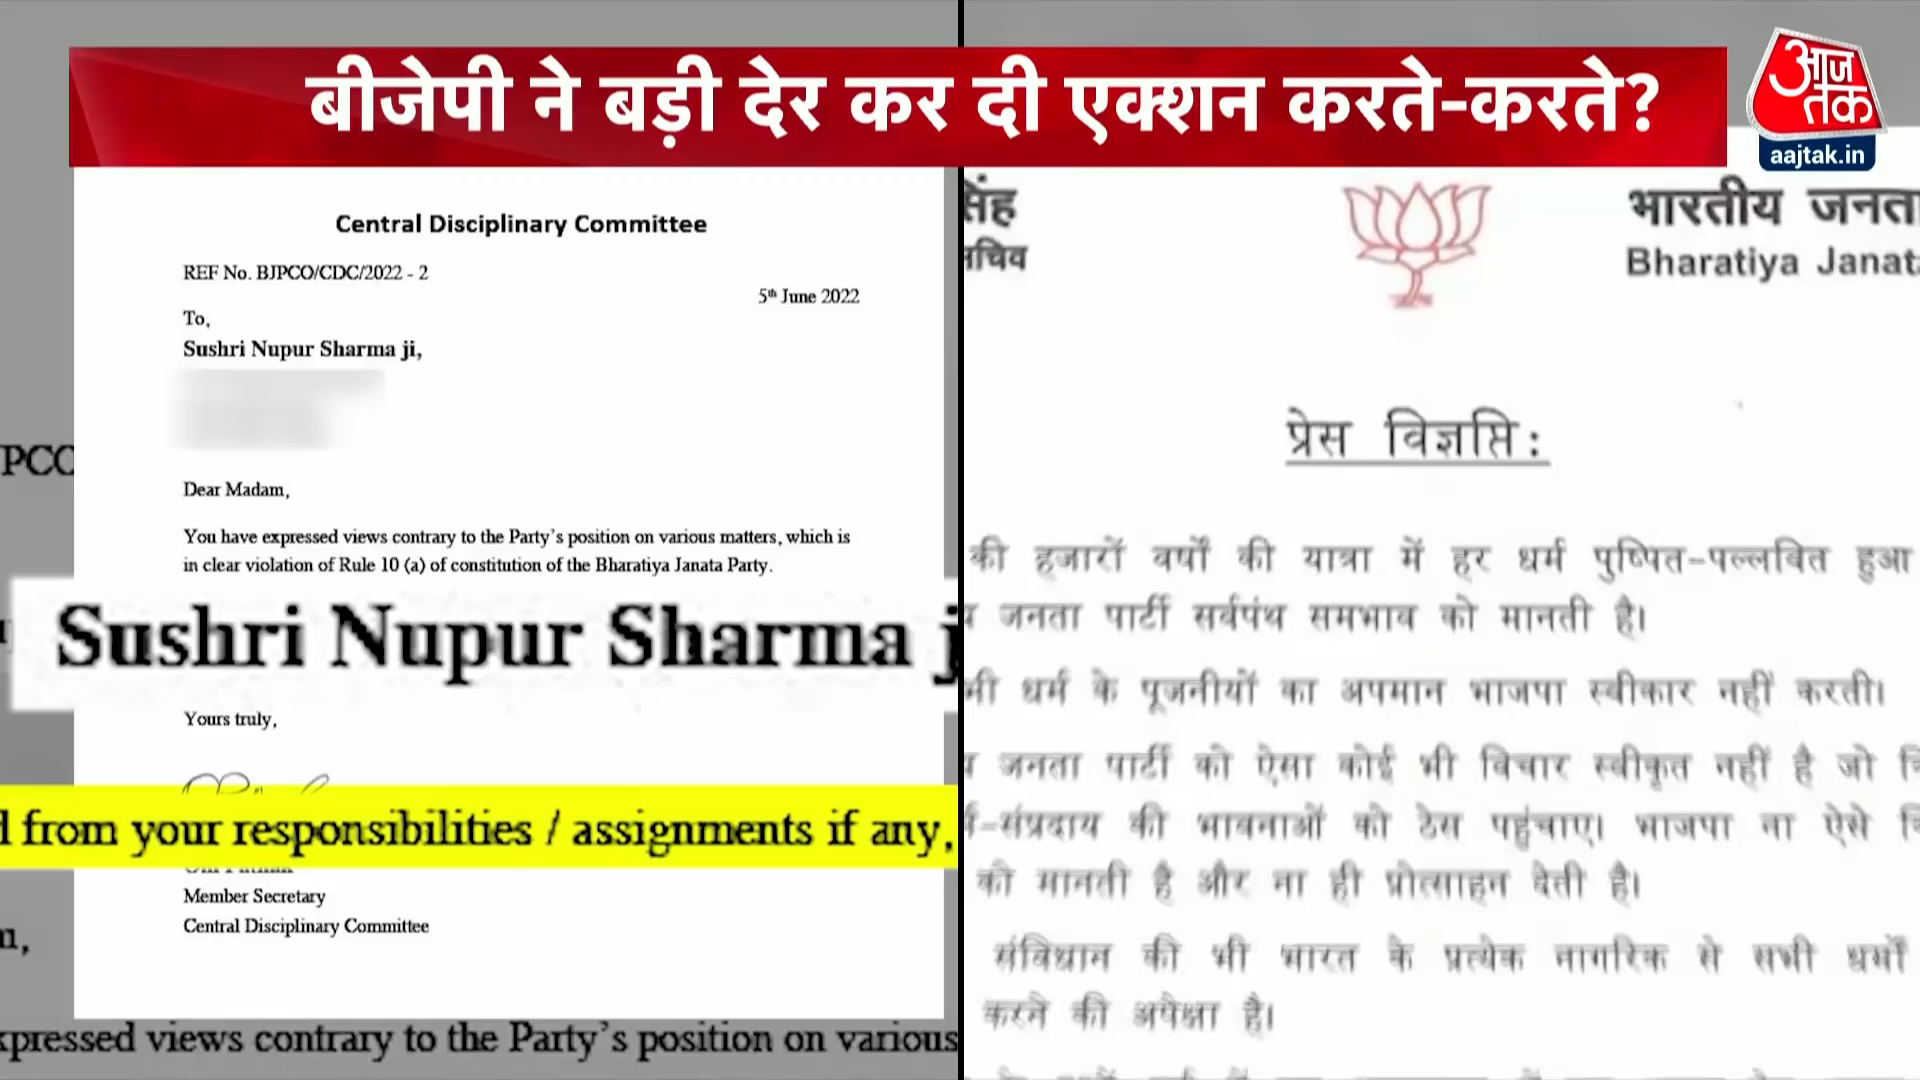 बीजेपी ने बड़ी देर कर दी एक्शन करते-करते?
आज
तक
aajtak.in
Central Disciplinary Committee
REF No. BJPCO/CDC/2022 - 2
5th June 2022
To,
Sushri Nupur Sharma ji,
Dear Madam,
You have expressed views contrary to the Party's position on various matters, which is
in clear violation of Rule 10 (a) of constitution of the Bharatiya Janata Party.
Sushri Nupur Sharma j
Yours truly,
d from your responsibilities / assignments if any,
Member Secretary
Central Disciplinary Committee
PCO
m,
xpressed views contrary to the Party's position on various
सिंह
भारतीय जनत
सचिव
Bharatiya Janat
प्रेस विज्ञप्ति:
की हजारों वर्षों की यात्रा में हर धर्म पुष्पित-पल्लवित हुआ
य जनता पार्टी सर्वपंथ समभाव को मानती है।
भी धर्म के पूजनीयों का अपमान भाजपा स्वीकार नहीं करती।
य जनता पार्टी को ऐसा कोई भी विचार स्वीकृत नहीं है जो कि
र्म-संप्रदाय की भावनाओं को ठेस पहुंचाए। भाजपा ना ऐसे कि
को मानती है और ना ही प्रोत्साहन देती है।
संविधान की भी भारत के प्रत्येक नागरिक से सभी धर्मों
करने की अपेक्षा है।